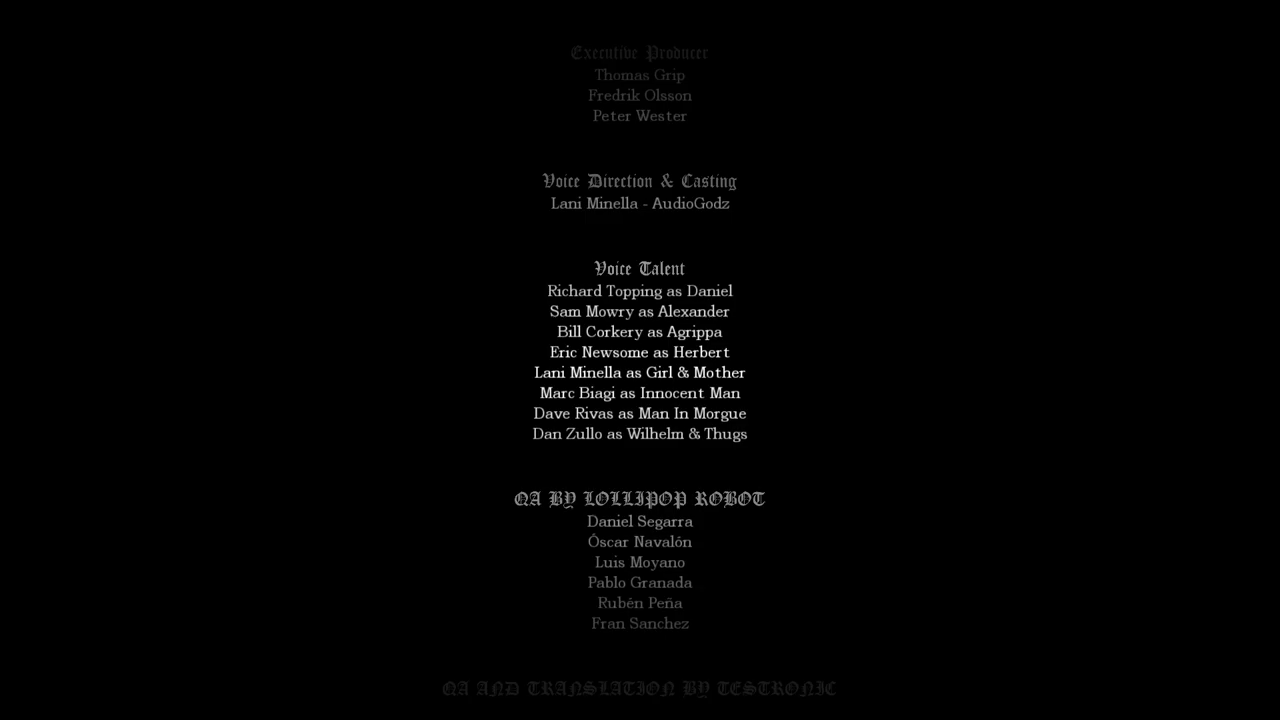 Executive Producer
Thomas Grip
Fredrik Olsson
Peter Wester
Voice Direction & Casting
Lani Minella - AudioGodz
Voice Talent
Richard Topping as Daniel
Sam Mowry as Alexander
Bill Corkery as Agrippa
Eric Newsome as Herbert
Lani Minella as Girl & Mother
Marc Biagi as Innocent Man
Dave Rivas as Man In Morgue
Dan Zullo as Wilhelm & Thugs
QA BY LOLLIPOP ROBOT
Daniel Segarra
Óscar Navalón
Luis Moyano
Pablo Granada
Rubén Peña
Fran Sanchez
QA AND TRANSLATION BY TESTRONIC